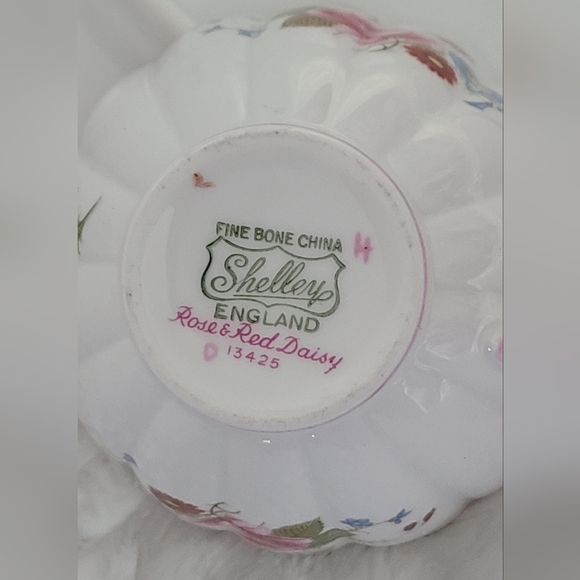 FINE BONE CHINA
H
Shelley
ENGLAND
Rose & Red Daisy
D 13425